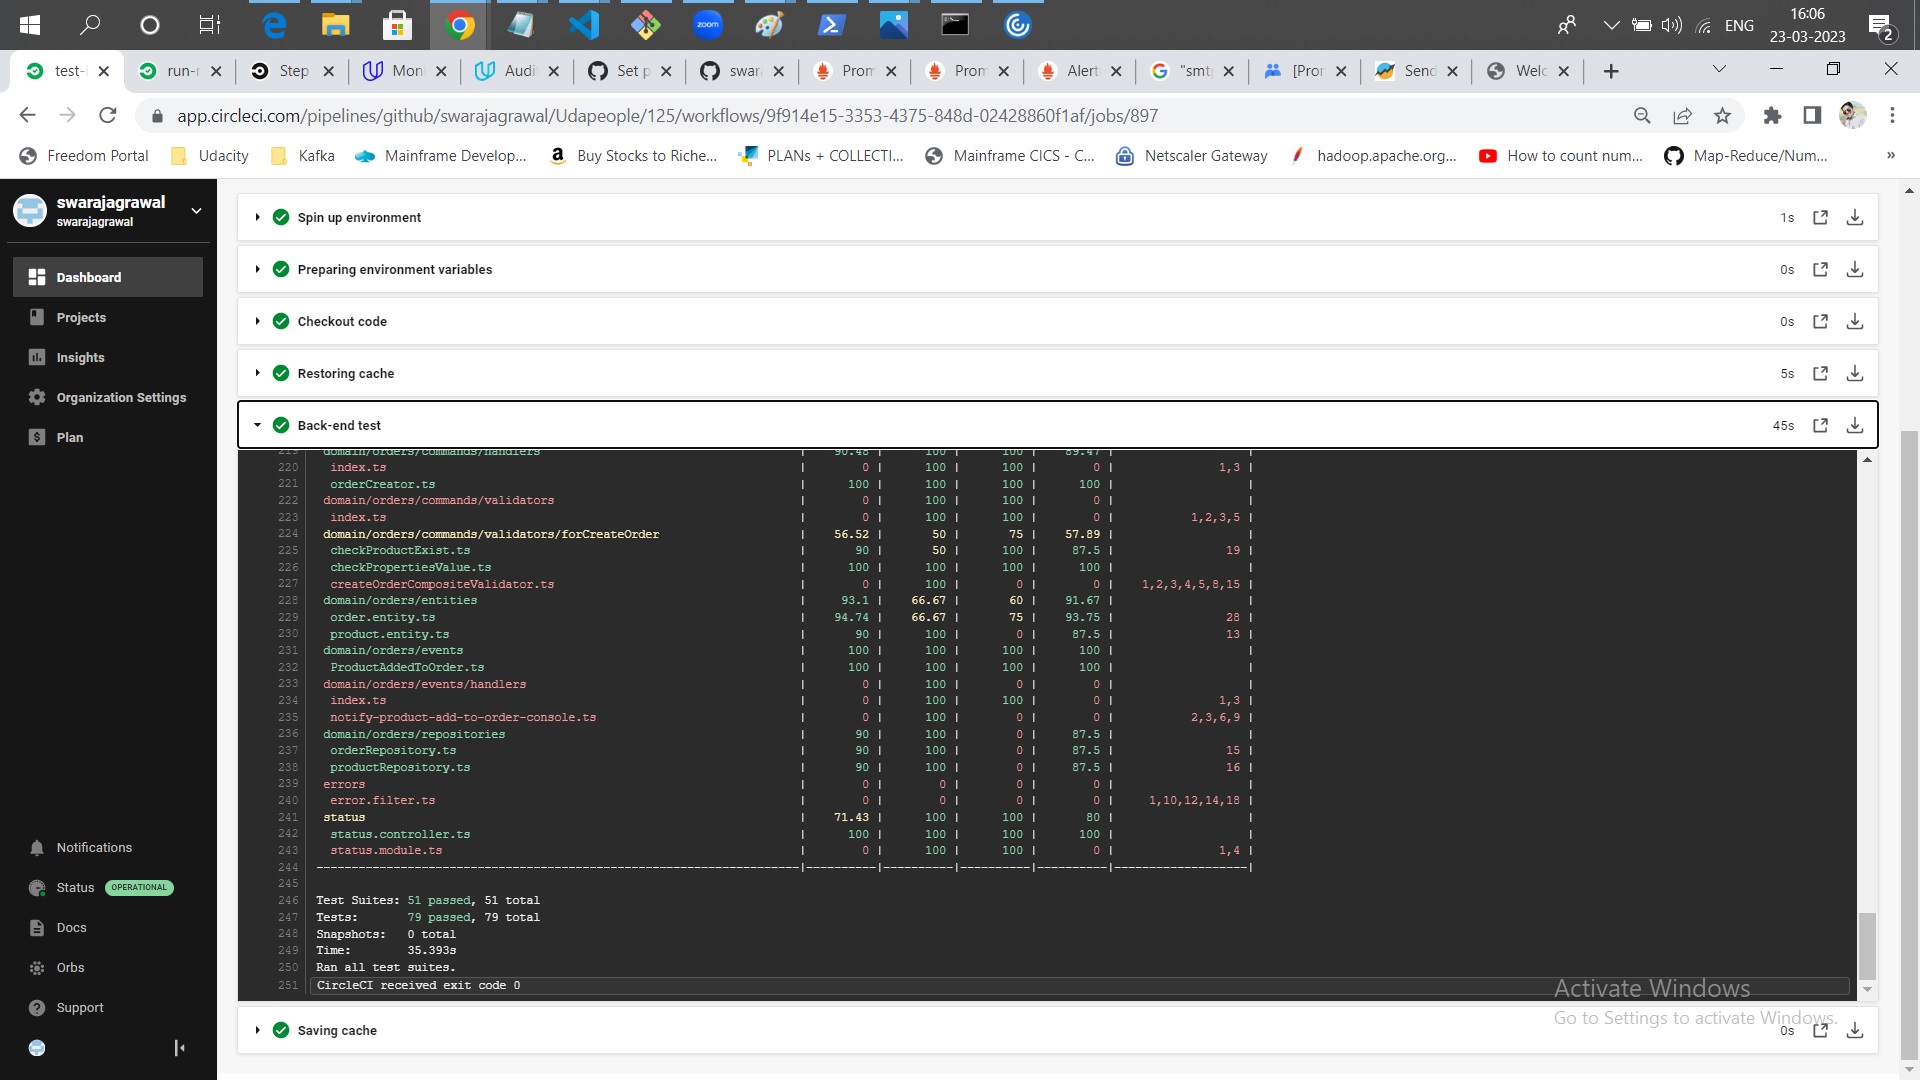 zoom
ENG
16:06
23-03-2023
2
test-
run-
Step
Mon
Audi
Set p
swara
Prom
Prom
Alert
"smt
[Pror
Send
Welc
app.circleci.com/pipelines/github/swarajagrawal/Udapeople/125/workflows/9f914e15-3353-4375-848d-02428860f1af/jobs/897
Freedom Portal
Udacity
Kafka
Mainframe Develop...
Buy Stocks to Riche...
PLANs + COLLECTI...
Mainframe CICS - C...
Netscaler Gateway
hadoop.apache.org...
How to count num...
Map-Reduce/Num...
»
swarajagrawal
swarajagrawal
Dashboard
Projects
Insights
Organization Settings
Plan
Notifications
Status OPERATIONAL
Docs
Orbs
Support
Spin up environment 1s
Preparing environment variables 0s
Checkout code 0s
Restoring cache 5s
Back-end test 45s
219 domain/orders/commands/handlers | 90.48 | 100 | 100 | 89.47 | |
220 index.ts | 0 | 100 | 100 | 0 | 1,3 |
221 orderCreator.ts | 100 | 100 | 100 | 100 | |
222 domain/orders/commands/validators | 0 | 100 | 100 | 0 | |
223 index.ts | 0 | 100 | 100 | 0 | 1,2,3,5 |
224 domain/orders/commands/validators/forCreateOrder | 56.52 | 50 | 75 | 57.89 | |
225 checkProductExist.ts | 90 | 50 | 100 | 87.5 | 19 |
226 checkPropertiesValue.ts | 100 | 100 | 100 | 100 | |
227 createOrderCompositeValidator.ts | 0 | 100 | 0 | 0 | 1,2,3,4,5,8,15 |
228 domain/orders/entities | 93.1 | 66.67 | 60 | 91.67 | |
229 order.entity.ts | 94.74 | 66.67 | 75 | 93.75 | 28 |
230 product.entity.ts | 90 | 100 | 0 | 87.5 | 13 |
231 domain/orders/events | 100 | 100 | 100 | 100 | |
232 ProductAddedToOrder.ts | 100 | 100 | 100 | 100 | |
233 domain/orders/events/handlers | 0 | 100 | 0 | 0 | |
234 index.ts | 0 | 100 | 100 | 0 | 1,3 |
235 notify-product-add-to-order-console.ts | 0 | 100 | 0 | 0 | 2,3,6,9 |
236 domain/orders/repositories | 90 | 100 | 0 | 87.5 | |
237 orderRepository.ts | 90 | 100 | 0 | 87.5 | 15 |
238 productRepository.ts | 90 | 100 | 0 | 87.5 | 16 |
239 errors | 0 | 0 | 0 | 0 | |
240 error.filter.ts | 0 | 0 | 0 | 0 | 1,10,12,14,18 |
241 status | 71.43 | 100 | 100 | 80 | |
242 status.controller.ts | 100 | 100 | 100 | 100 | |
243 status.module.ts | 0 | 100 | 100 | 0 | 1,4 |
244 ------------------------------------------------------------------|----------|----------|----------|----------|-------------------|
245
246 Test Suites: 51 passed, 51 total
247 Tests: 79 passed, 79 total
248 Snapshots: 0 total
249 Time: 35.393s
250 Ran all test suites.
251 CircleCI received exit code 0
Saving cache 0s
Activate Windows
Go to Settings to activate Windows.